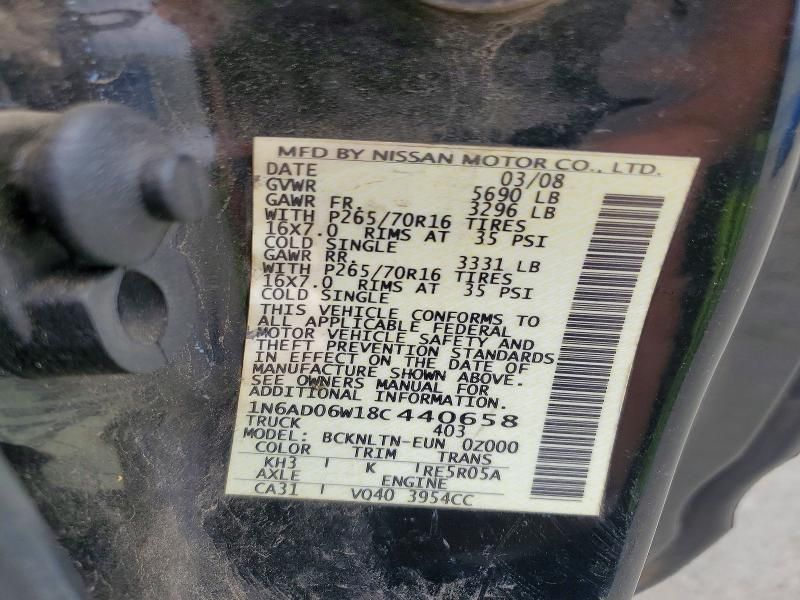 MFD BY NISSAN MOTOR CO., LTD.
DATE 03/08
GVWR 5690 LB
GAWR FR. 3296 LB
WITH P265/70R16 TIRES
16X7.0 RIMS AT 35 PSI
COLD SINGLE
GAWR RR. 3331 LB
WITH P265/70R16 TIRES
16X7.0 RIMS AT 35 PSI
COLD SINGLE
THIS VEHICLE CONFORMS TO
ALL APPLICABLE FEDERAL
MOTOR VEHICLE SAFETY AND
THEFT PREVENTION STANDARDS
IN EFFECT ON THE DATE OF
MANUFACTURE SHOWN ABOVE.
SEE OWNERS MANUAL FOR
ADDITIONAL INFORMATION.
1N6AD06W18C 440658
TRUCK 403
MODEL: BCKNLTN-EUN 0Z000
COLOR TRIM TRANS
KH3 K RE5R05A
AXLE ENGINE
CA31 VQ40 3954CC